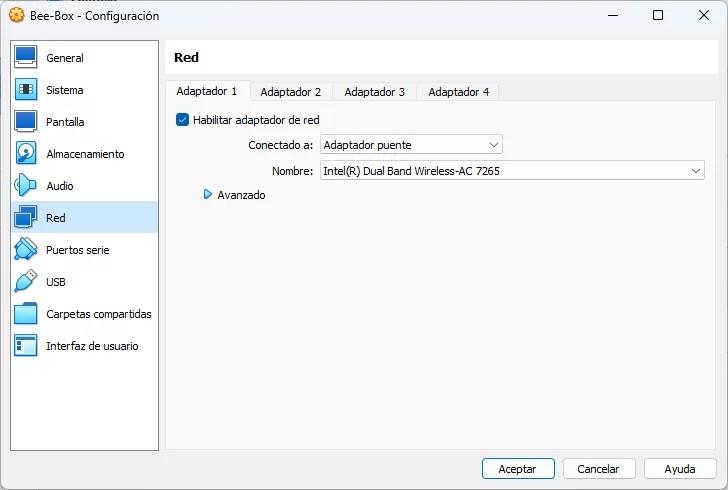 Bee-Box - Configuración
General
Sistema
Pantalla
Almacenamiento
Audio
Red
Puertos serie
USB
Carpetas compartidas
Interfaz de usuario
Red
Adaptador 1 Adaptador 2 Adaptador 3 Adaptador 4
Habilitar adaptador de red
Conectado a: Adaptador puente
Nombre: Intel(R) Dual Band Wireless-AC 7265
Avanzado
Aceptar Cancelar Ayuda